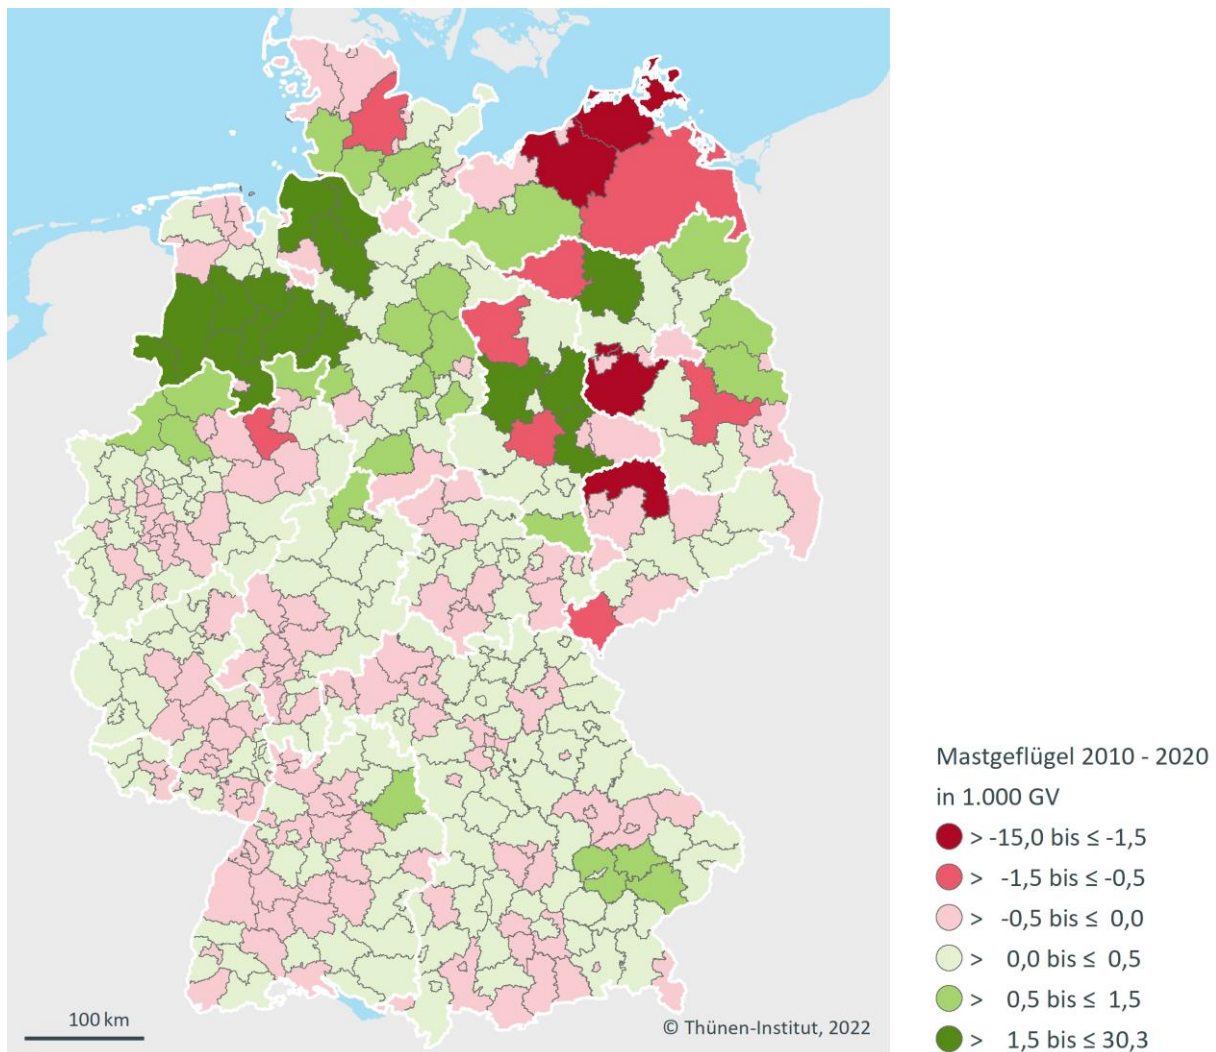 Mastgeflügel 2010 - 2020
in 1.000 GV
> -15,0 bis ≤ -1,5
> -1,5 bis ≤ -0,5
> -0,5 bis ≤ 0,0
> 0,0 bis ≤ 0,5
> 0,5 bis ≤ 1,5
> 1,5 bis ≤ 30,3
100 km
© Thünen-Institut, 2022